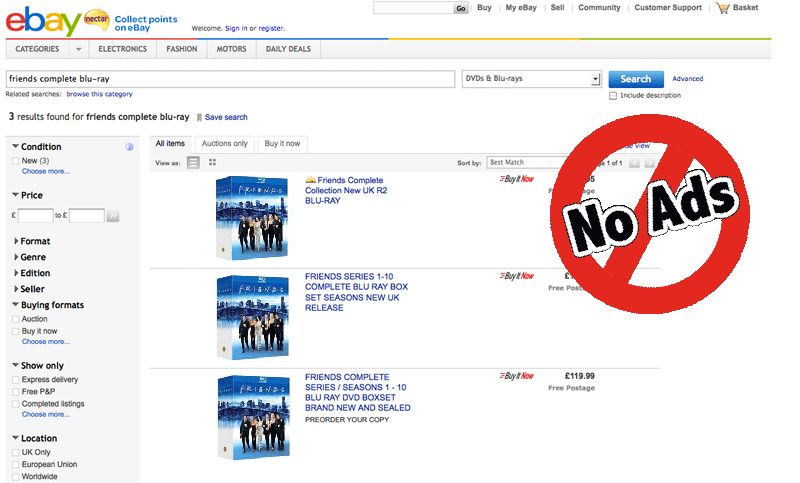 ebay nectar Collect points on eBay
Welcome. Sign in or register.
Go Buy My eBay Sell Community Customer Support Basket
CATEGORIES ELECTRONICS FASHION MOTORS DAILY DEALS
friends complete blu-ray DVDs & Blu-rays Search Advanced
Related searches: browse this category Include description
3 results found for friends complete blu-ray Save search
Condition
New (3)
Choose more...
Price
£ to £
Format
Genre
Edition
Seller
Buying formats
Auction
Buy it now
Choose more...
Show only
Express delivery
Free P&P
Completed listings
Choose more...
Location
UK Only
European Union
Worldwide
All items Auctions only Buy it now view
View as: Sort by: Best Match 1 of 1
FRIENDS
Friends Complete
Collection New UK R2
BLU-RAY
Buy It Now
Free Postage
FRIENDS
FRIENDS SERIES 1-10
COMPLETE BLU RAY BOX
SET SEASONS NEW UK
RELEASE
Buy It Now
Free Postage
FRIENDS
FRIENDS COMPLETE
SERIES / SEASONS 1 - 10
BLU RAY DVD BOXSET
BRAND NEW AND SEALED
PREORDER YOUR COPY
Buy It Now £119.99
Free Postage
No Ads